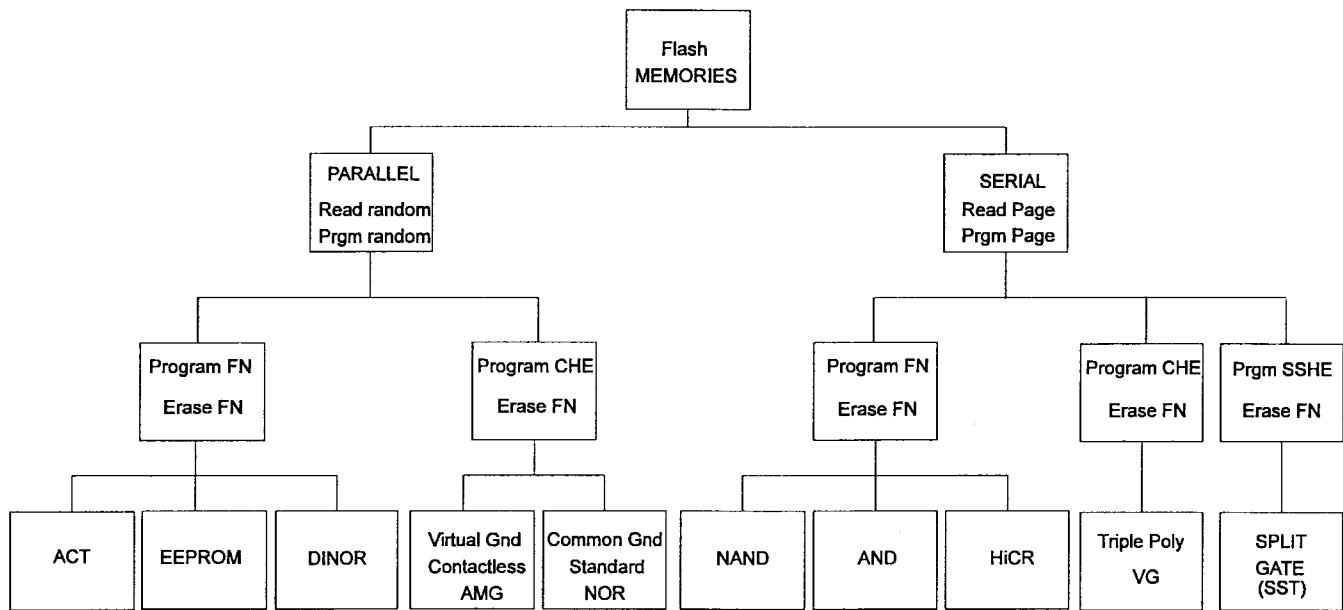 Flash
MEMORIES
PARALLEL
Read random
Prgm random
SERIAL
Read Page
Prgm Page
Program FN
Erase FN
Program CHE
Erase FN
Program FN
Erase FN
Program CHE
Erase FN
Prgm SSHE
Erase FN
ACT
EEPROM
DINOR
Virtual Gnd
Contactless
AMG
Common Gnd
Standard
NOR
NAND
AND
HiCR
Triple Poly
VG
SPLIT
GATE
(SST)